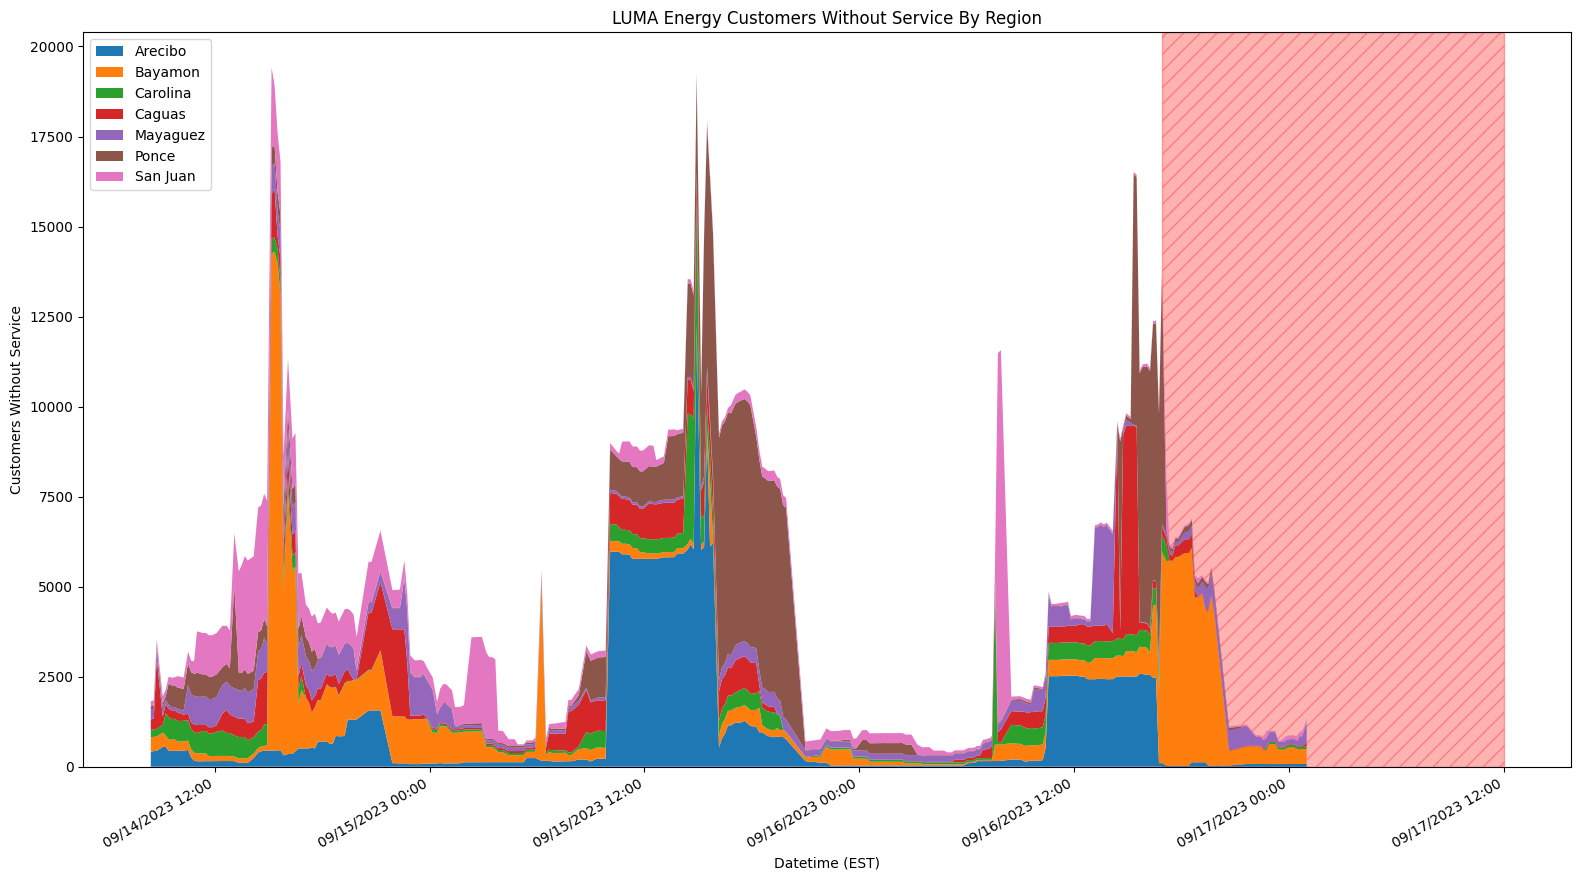 LUMA Energy Customers Without Service By Region
20000
17500
15000
12500
10000
7500
5000
2500
0
Customers Without Service
Arecibo
Bayamon
Carolina
Caguas
Mayaguez
Ponce
San Juan
09/14/2023 12:00
09/15/2023 00:00
09/15/2023 12:00
09/16/2023 00:00
09/16/2023 12:00
09/17/2023 00:00
09/17/2023 12:00
Datetime (EST)